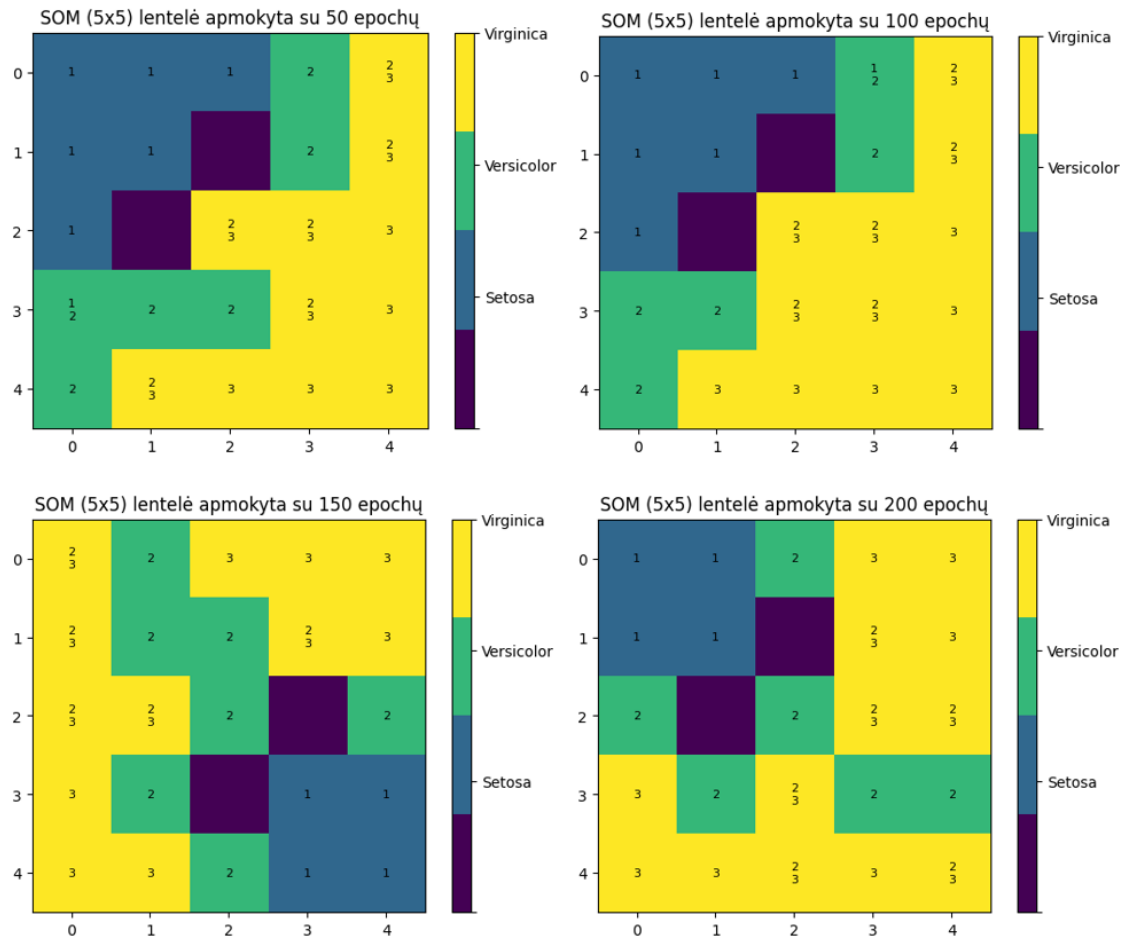 SOM (5x5) lentelė apmokyta su 50 epochų
Virginica
Versicolor
Setosa
0 1 1 1 2 2
3
1 1 1 2 2
3
2 1 2
3 2
3 3
3 1
2 2 2 2
3 3
4 2 2
3 3 3 3
0 1 2 3 4
SOM (5x5) lentelė apmokyta su 100 epochų
Virginica
Versicolor
Setosa
0 1 1 1 1
2 2
3
1 1 1 2 2
3
2 1 2
3 2
3 3
3 2 2 2
3 2
3 3
4 2 3 3 3 3
0 1 2 3 4
SOM (5x5) lentelė apmokyta su 150 epochų
Virginica
Versicolor
Setosa
0 2
3 2 3 3 3
1 2
3 2 2 2
3 3
2 2
3 2
3 2 2
3 3 2 1 1
4 3 3 2 1 1
0 1 2 3 4
SOM (5x5) lentelė apmokyta su 200 epochų
Virginica
Versicolor
Setosa
0 1 1 2 3 3
1 1 1 2
3 3
2 2 2 2
3 2
3
3 3 2 2
3 2 2
4 3 3 2
3 3 2
3
0 1 2 3 4